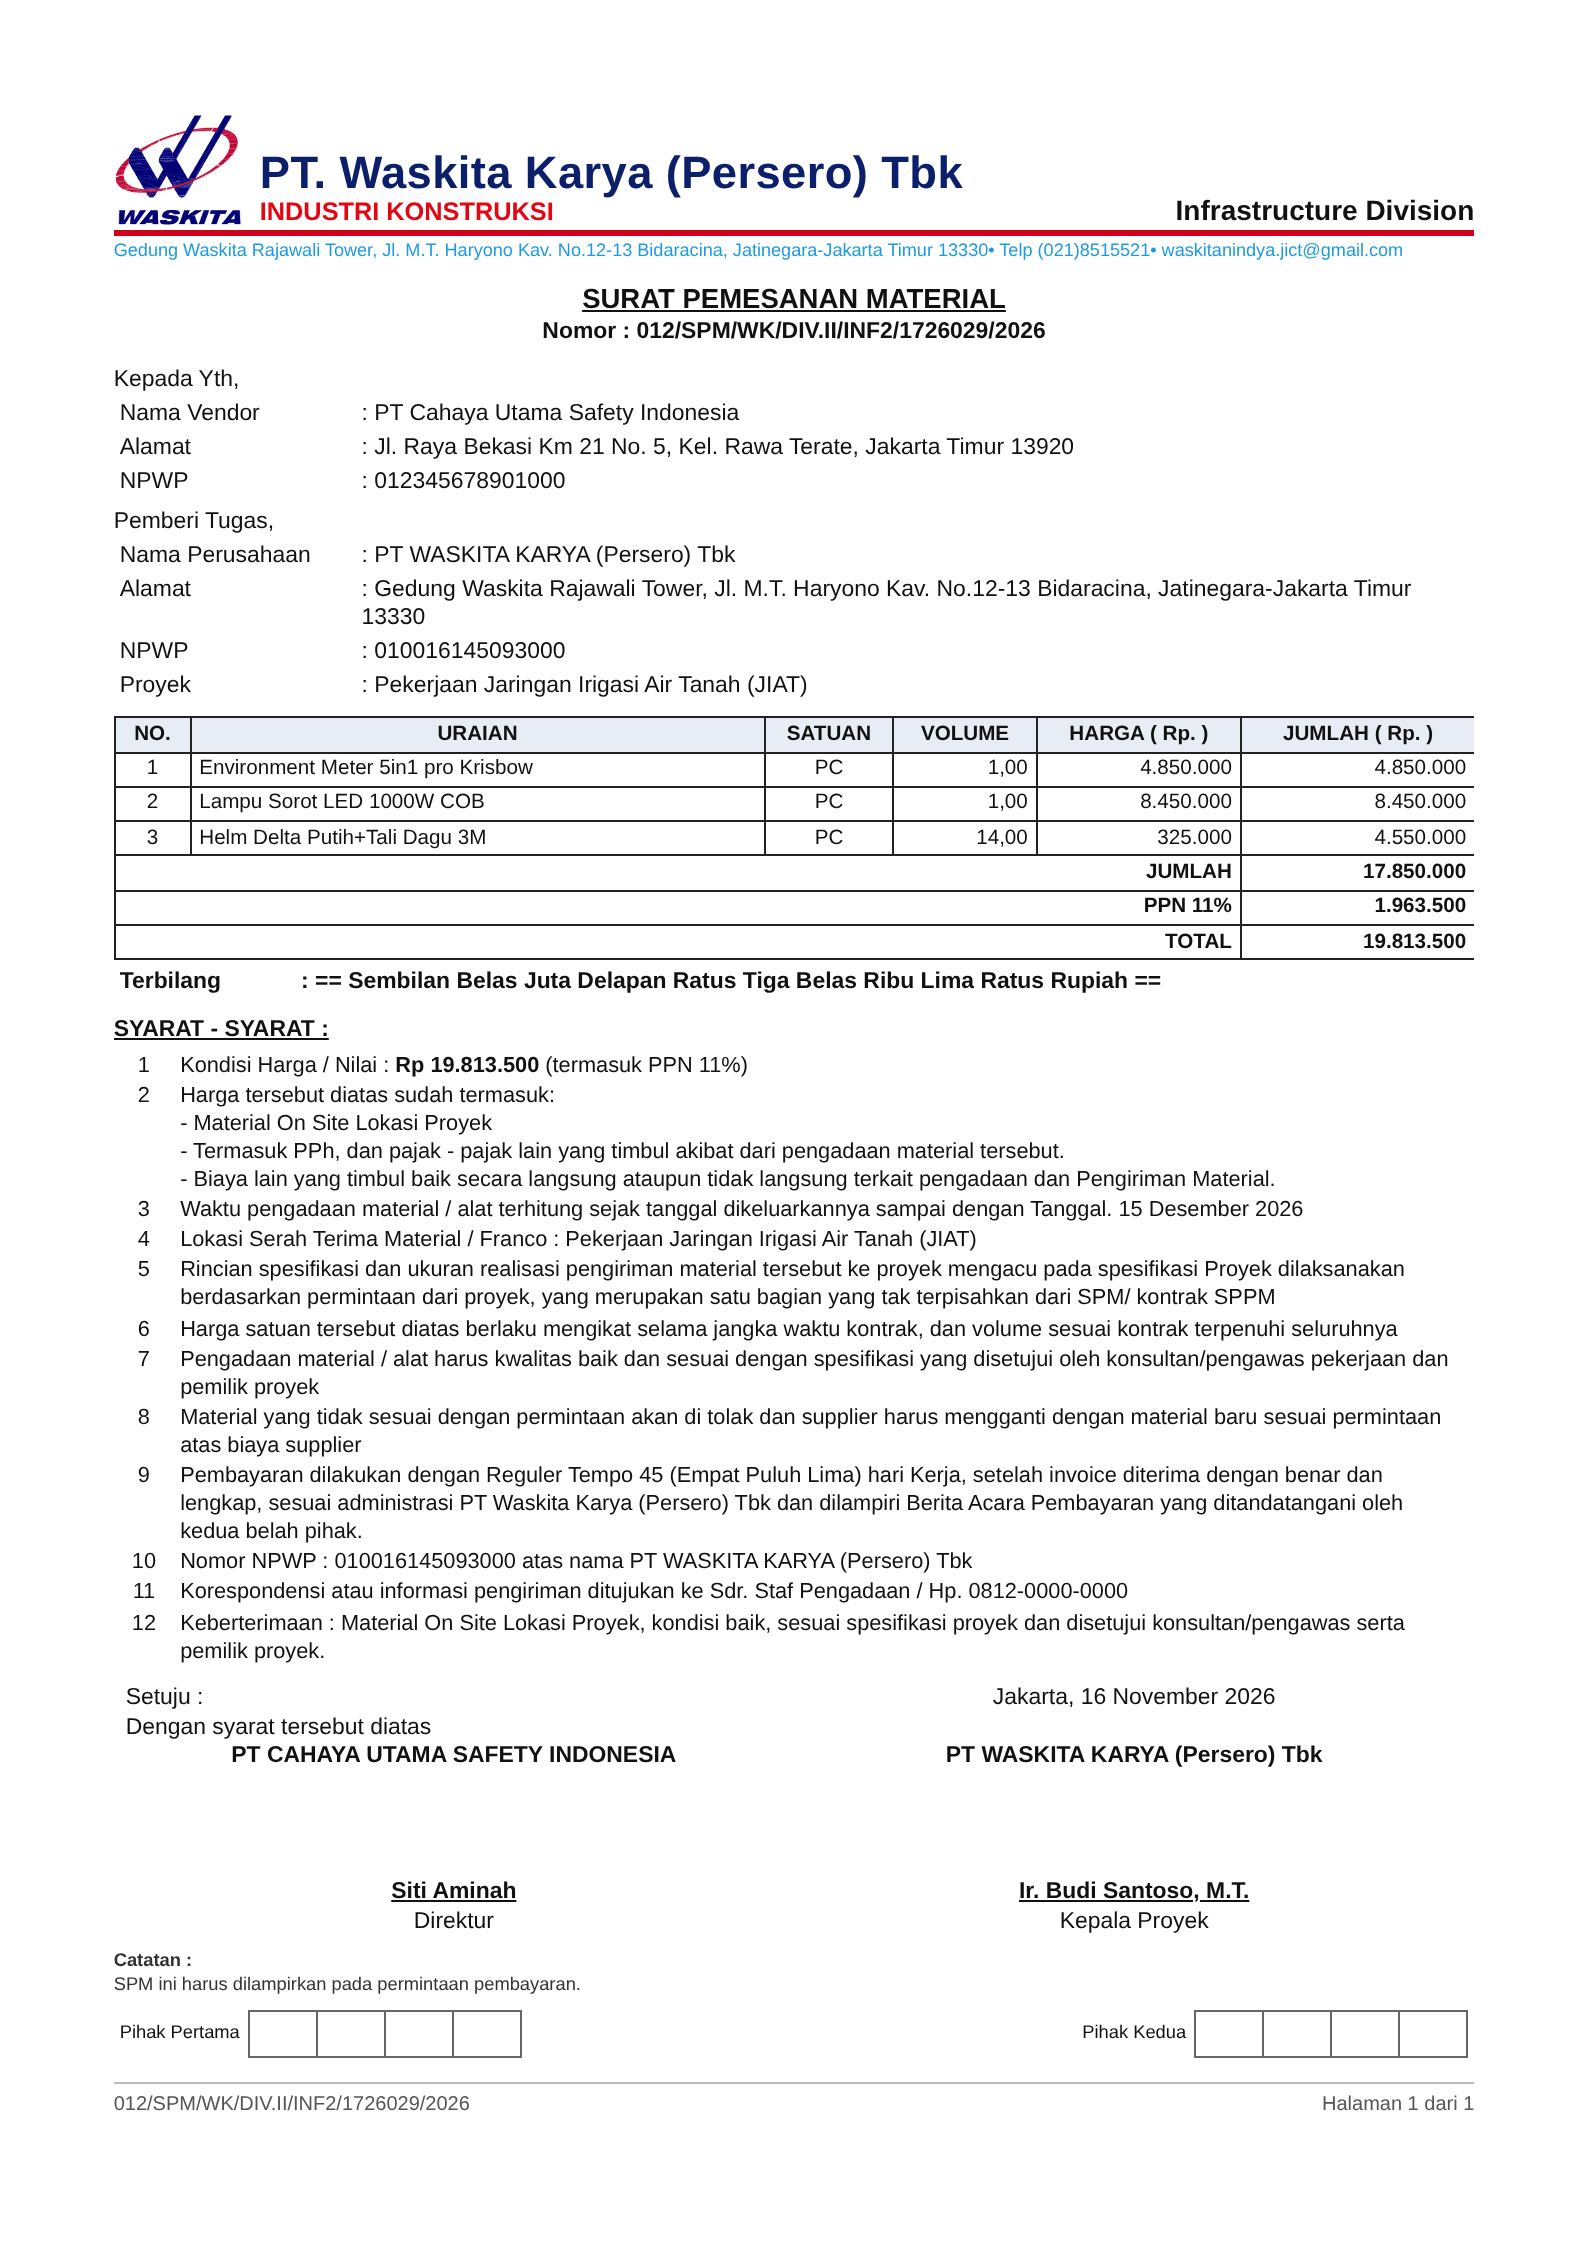 WASKITA
PT. Waskita Karya (Persero) Tbk
INDUSTRI KONSTRUKSI
Infrastructure Division
Gedung Waskita Rajawali Tower, Jl. M.T. Haryono Kav. No.12-13 Bidaracina, Jatinegara-Jakarta Timur 13330• Telp (021)8515521• waskitanindya.jict@gmail.com
SURAT PEMESANAN MATERIAL
Nomor : 012/SPM/WK/DIV.II/INF2/1726029/2026
Kepada Yth,
Nama Vendor : PT Cahaya Utama Safety Indonesia
Alamat : Jl. Raya Bekasi Km 21 No. 5, Kel. Rawa Terate, Jakarta Timur 13920
NPWP : 012345678901000
Pemberi Tugas,
Nama Perusahaan : PT WASKITA KARYA (Persero) Tbk
Alamat : Gedung Waskita Rajawali Tower, Jl. M.T. Haryono Kav. No.12-13 Bidaracina, Jatinegara-Jakarta Timur
13330
NPWP : 010016145093000
Proyek : Pekerjaan Jaringan Irigasi Air Tanah (JIAT)
NO. URAIAN SATUAN VOLUME HARGA ( Rp. ) JUMLAH ( Rp. )
1 Environment Meter 5in1 pro Krisbow PC 1,00 4.850.000 4.850.000
2 Lampu Sorot LED 1000W COB PC 1,00 8.450.000 8.450.000
3 Helm Delta Putih+Tali Dagu 3M PC 14,00 325.000 4.550.000
JUMLAH 17.850.000
PPN 11% 1.963.500
TOTAL 19.813.500
Terbilang : == Sembilan Belas Juta Delapan Ratus Tiga Belas Ribu Lima Ratus Rupiah ==
SYARAT - SYARAT :
1 Kondisi Harga / Nilai : Rp 19.813.500 (termasuk PPN 11%)
2 Harga tersebut diatas sudah termasuk:
- Material On Site Lokasi Proyek
- Termasuk PPh, dan pajak - pajak lain yang timbul akibat dari pengadaan material tersebut.
- Biaya lain yang timbul baik secara langsung ataupun tidak langsung terkait pengadaan dan Pengiriman Material.
3 Waktu pengadaan material / alat terhitung sejak tanggal dikeluarkannya sampai dengan Tanggal. 15 Desember 2026
4 Lokasi Serah Terima Material / Franco : Pekerjaan Jaringan Irigasi Air Tanah (JIAT)
5 Rincian spesifikasi dan ukuran realisasi pengiriman material tersebut ke proyek mengacu pada spesifikasi Proyek dilaksanakan
berdasarkan permintaan dari proyek, yang merupakan satu bagian yang tak terpisahkan dari SPM/ kontrak SPPM
6 Harga satuan tersebut diatas berlaku mengikat selama jangka waktu kontrak, dan volume sesuai kontrak terpenuhi seluruhnya
7 Pengadaan material / alat harus kwalitas baik dan sesuai dengan spesifikasi yang disetujui oleh konsultan/pengawas pekerjaan dan
pemilik proyek
8 Material yang tidak sesuai dengan permintaan akan di tolak dan supplier harus mengganti dengan material baru sesuai permintaan
atas biaya supplier
9 Pembayaran dilakukan dengan Reguler Tempo 45 (Empat Puluh Lima) hari Kerja, setelah invoice diterima dengan benar dan
lengkap, sesuai administrasi PT Waskita Karya (Persero) Tbk dan dilampiri Berita Acara Pembayaran yang ditandatangani oleh
kedua belah pihak.
10 Nomor NPWP : 010016145093000 atas nama PT WASKITA KARYA (Persero) Tbk
11 Korespondensi atau informasi pengiriman ditujukan ke Sdr. Staf Pengadaan / Hp. 0812-0000-0000
12 Keberterimaan : Material On Site Lokasi Proyek, kondisi baik, sesuai spesifikasi proyek dan disetujui konsultan/pengawas serta
pemilik proyek.
Setuju : Jakarta, 16 November 2026
Dengan syarat tersebut diatas
PT CAHAYA UTAMA SAFETY INDONESIA PT WASKITA KARYA (Persero) Tbk
Siti Aminah Ir. Budi Santoso, M.T.
Direktur Kepala Proyek
Catatan :
SPM ini harus dilampirkan pada permintaan pembayaran.
Pihak Pertama Pihak Kedua
012/SPM/WK/DIV.II/INF2/1726029/2026 Halaman 1 dari 1